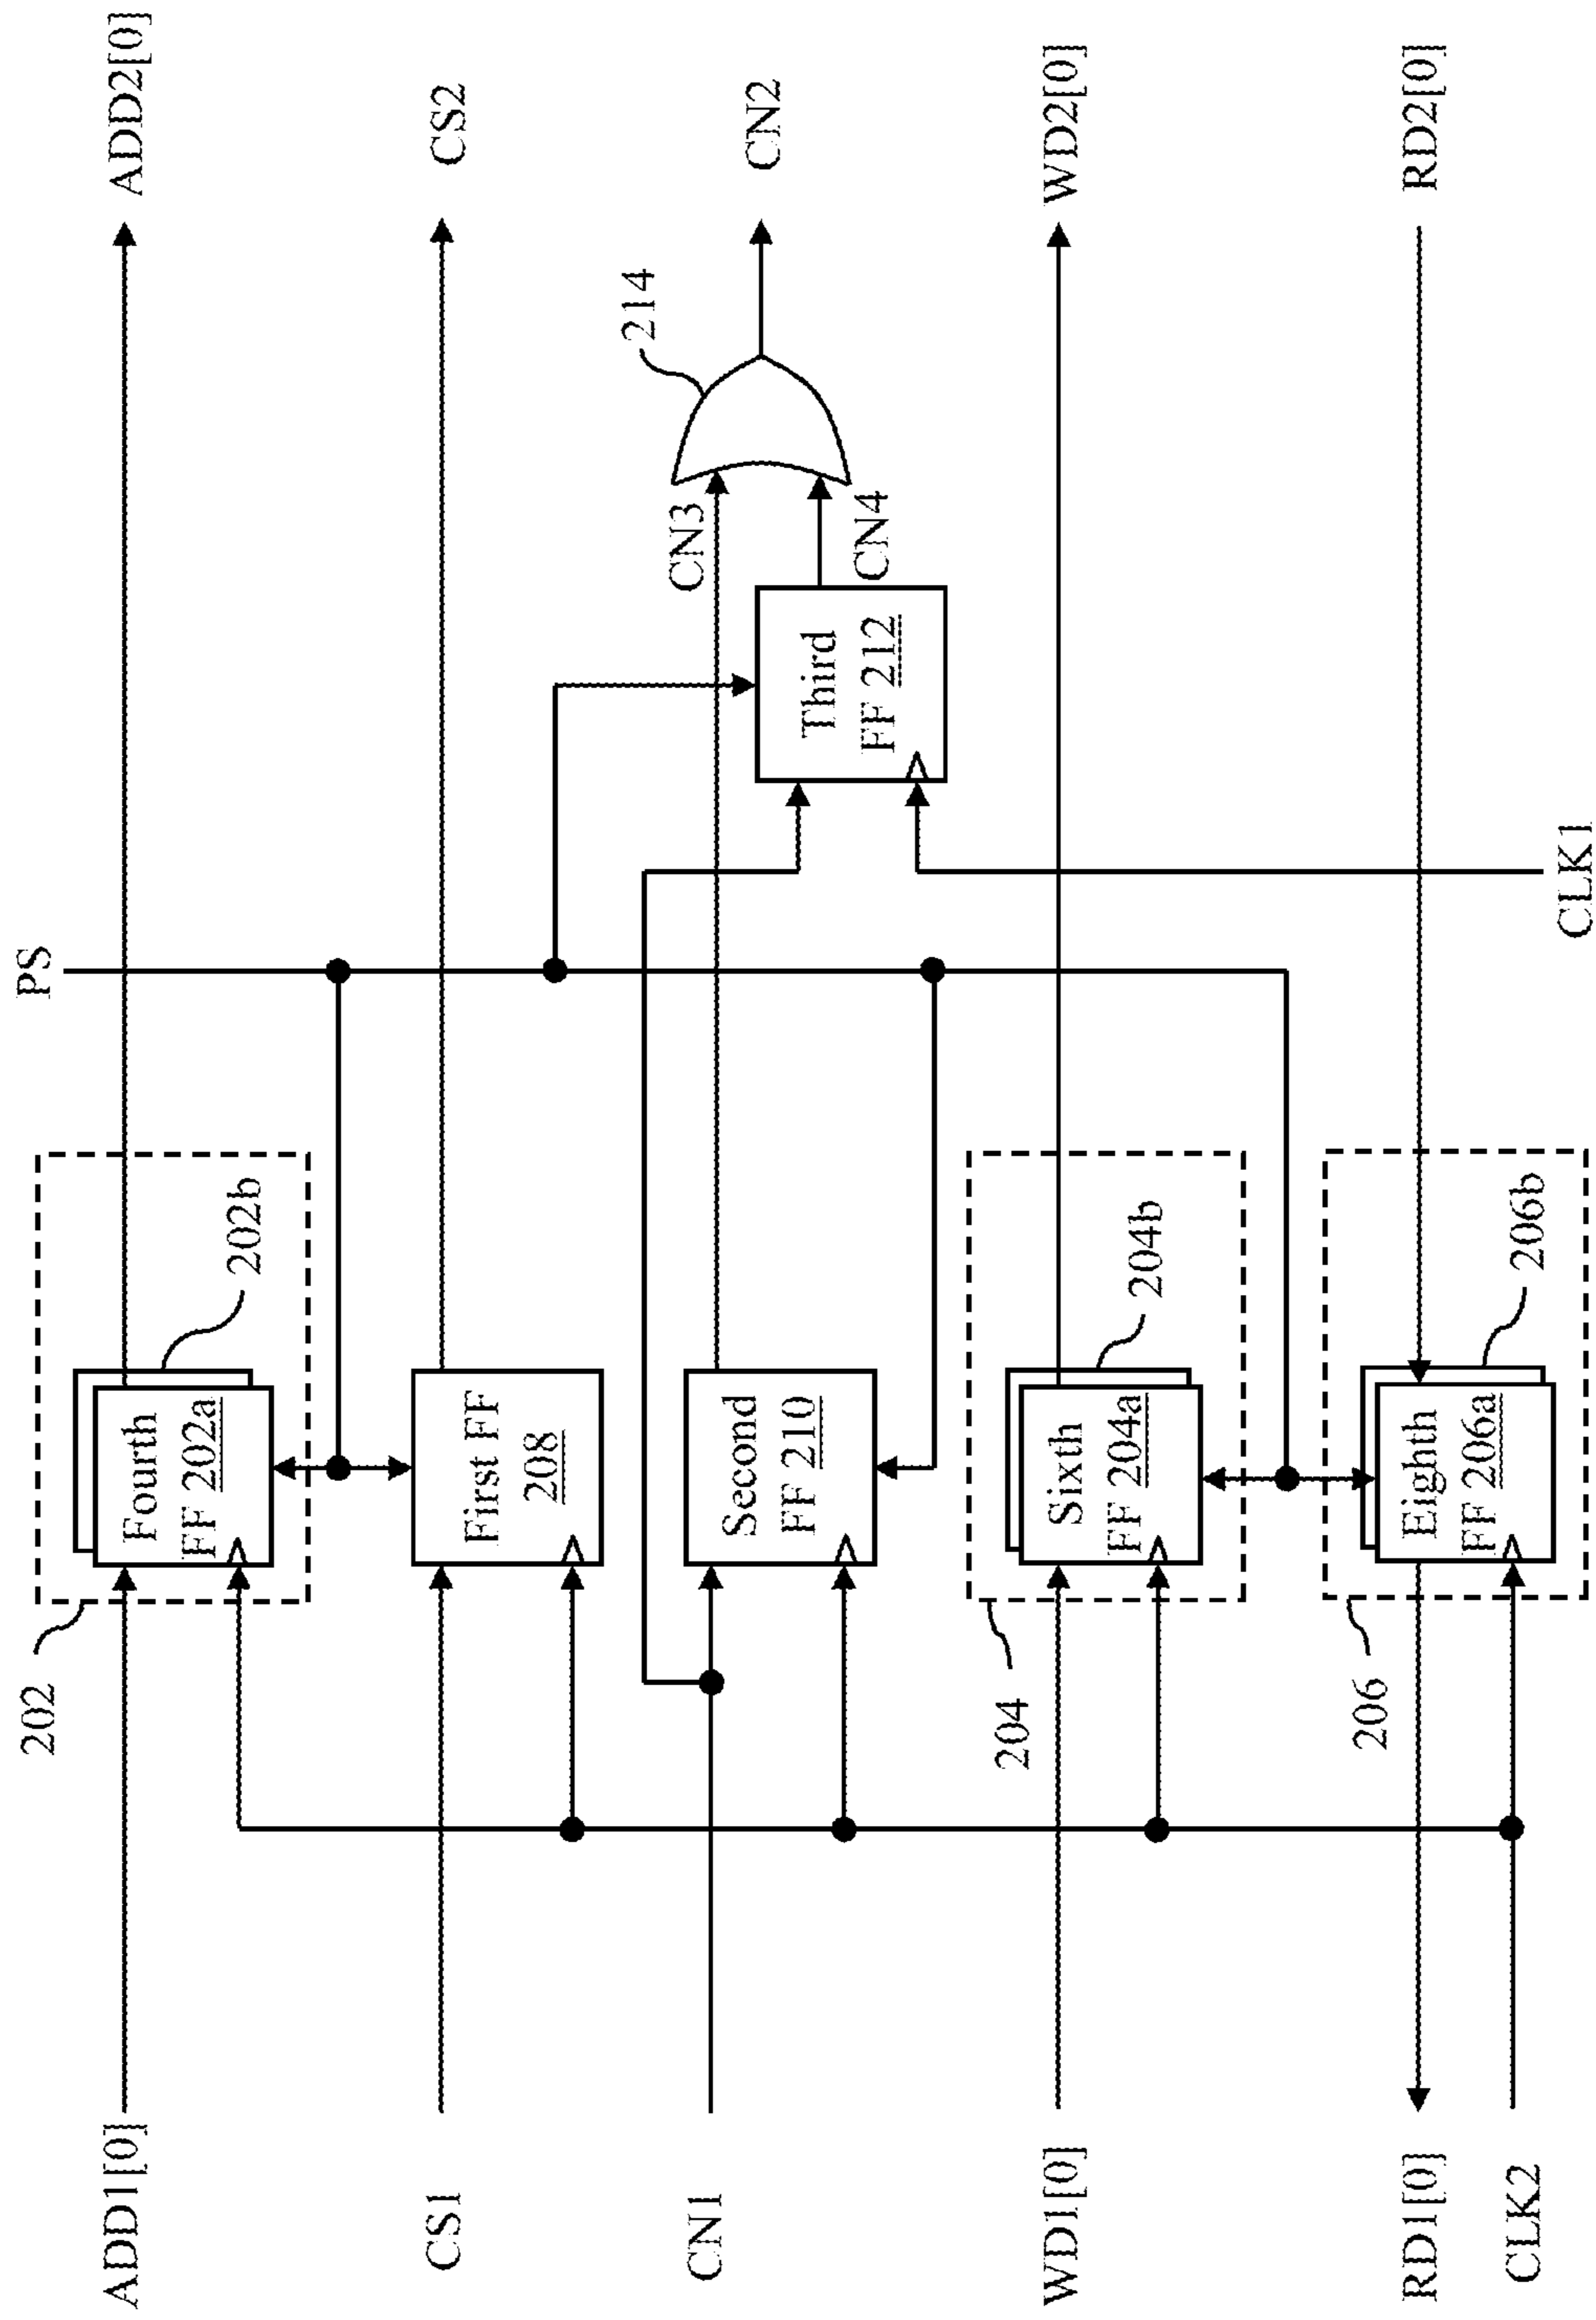 PS
ADD1[0]
202
Fourth
FF 202a
202b
ADD2[0]
CS1
First FF
208
CS2
CN1
Second
FF 210
CN3
Third
FF 212
CN4
214
CN2
WD1[0]
204
Sixth
FF 204a
204b
WD2[0]
RD1[0]
206
Eighth
FF 206a
206b
RD2[0]
CLK2
CLK1